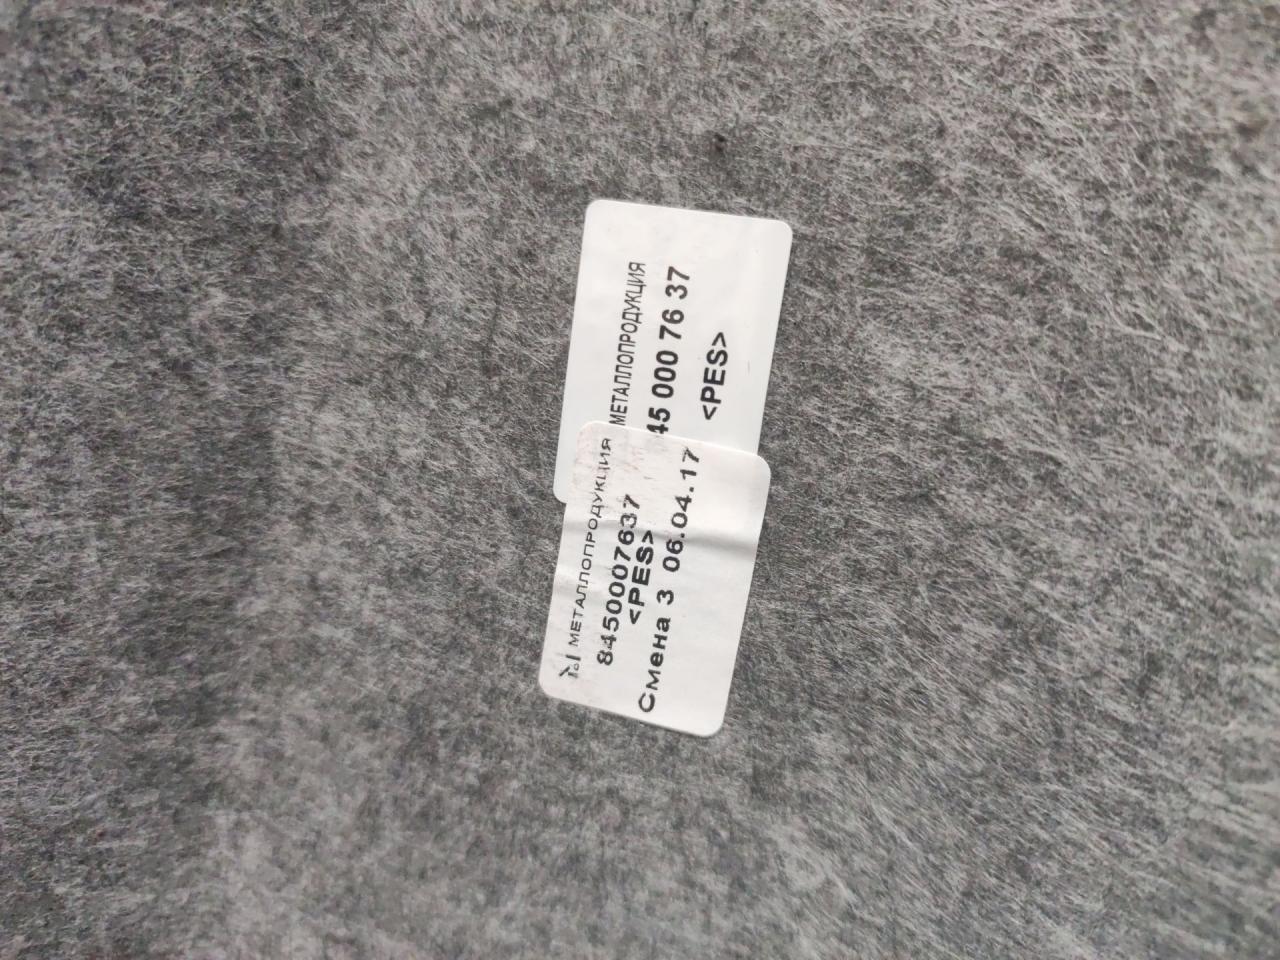 МЕТАЛЛОПРОДУКЦИЯ
45 000 76 37
<PES>
МЕТАЛЛОПРОДУКЦИЯ
8450007637
<PES>
Смена 3 06.04.17